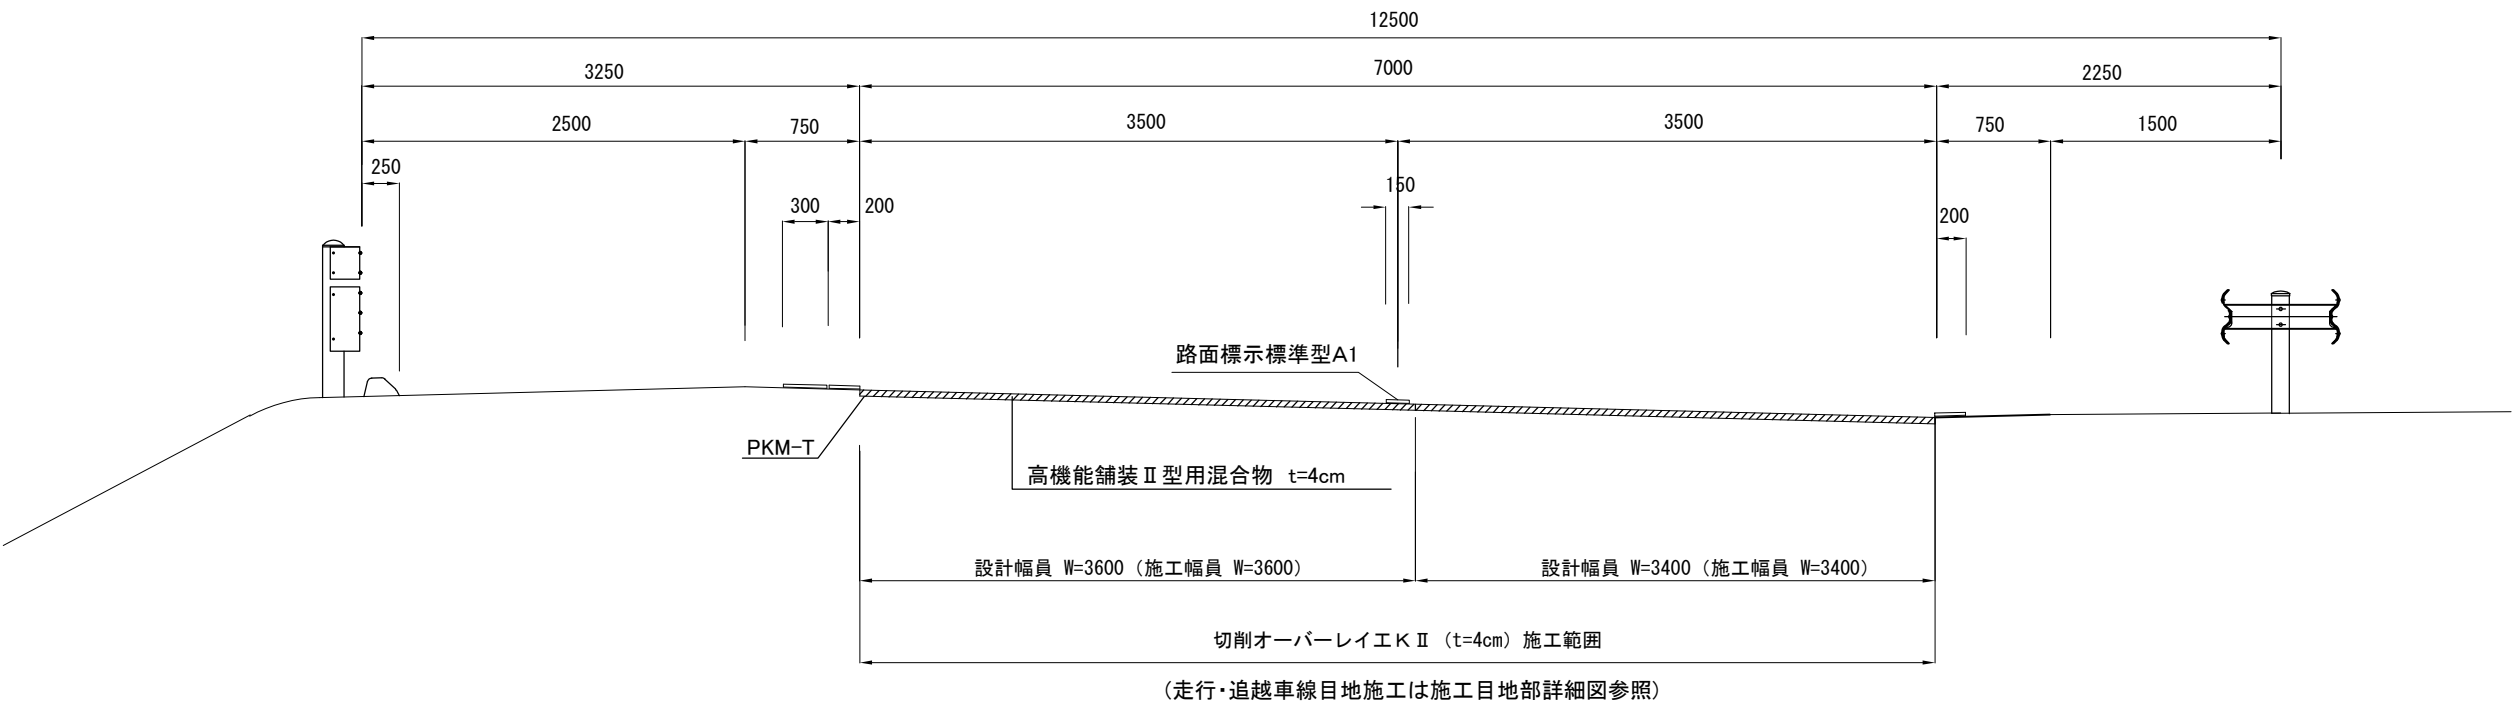 12500
3250
7000
2250
2500
750
3500
3500
750
1500
250
300
200
150
200
路面標示標準型A1
PKM-T
高機能舗装Ⅱ型用混合物 t=4cm
設計幅員 W=3600（施工幅員 W=3600）
設計幅員 W=3400（施工幅員 W=3400）
切削オーバーレイ工KⅡ（t=4cm）施工範囲
（走行・追越車線目地施工は施工目地部詳細図参照）